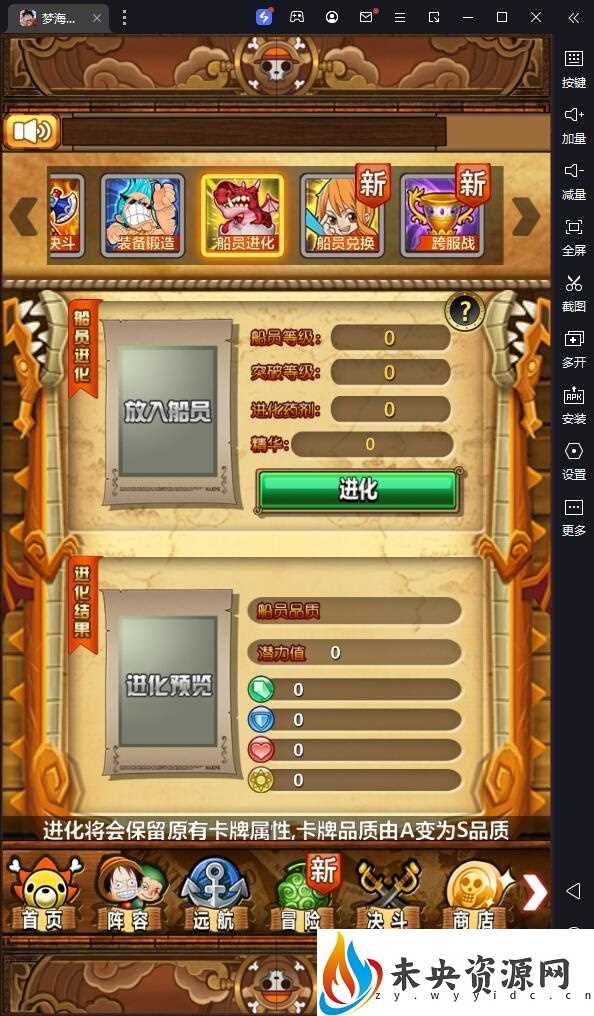 梦海...
按键
加量
减量
全屏
截图
多开
APK
安装
设置
更多
决斗
装备锻造
船员进化
新
船员兑换
新
跨服战
船员进化
?
放入船员
船员等级: 0
突破等级: 0
进化药剂: 0
精华: 0
进化
进化结果
进化预览
船员品质
潜力值 0
0
0
0
0
进化将会保留原有卡牌属性,卡牌品质由A变为S品质
首页
阵容
远航
新
冒险
决斗
商店
未央资源网
zy.wyyidc.cn